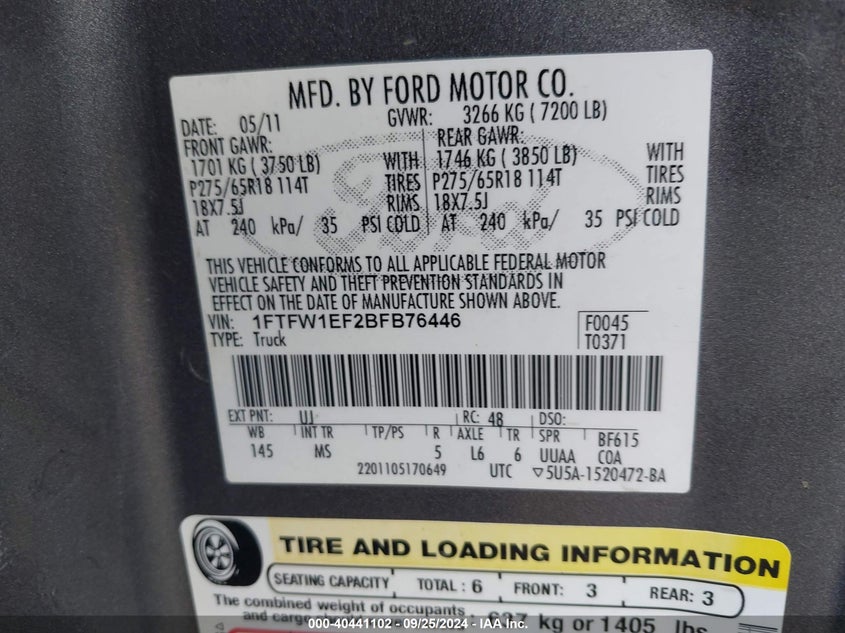 MFD. BY FORD MOTOR CO.
DATE: 05/11 GVWR: 3266 KG ( 7200 LB)
FRONT GAWR: REAR GAWR:
1701 KG ( 3750 LB) WITH 1746 KG ( 3850 LB) WITH
P275/65R18 114T TIRES P275/65R18 114T TIRES
18X7.5J RIMS 18X7.5J RIMS
AT 240 kPa/ 35 PSI COLD AT 240 kPa/ 35 PSI COLD
THIS VEHICLE CONFORMS TO ALL APPLICABLE FEDERAL MOTOR
VEHICLE SAFETY AND THEFT PREVENTION STANDARDS IN
EFFECT ON THE DATE OF MANUFACTURE SHOWN ABOVE.
VIN: 1FTFW1EF2BFB76446 F0045
TYPE: Truck T0371
EXT PNT: UJ RC: 48 DSO:
WB INT TR TP/PS R AXLE TR SPR BF615
145 MS 5 L6 6 UUAA COA
2201105170649 UTC ▽5U5A-1520472-BA
TIRE AND LOADING INFORMATION
SEATING CAPACITY TOTAL : 6 FRONT: 3 REAR: 3
The combined weight of occupants
and cargo kg or 1405 lbs
000-40441102 - 09/25/2024 - IAA Inc.